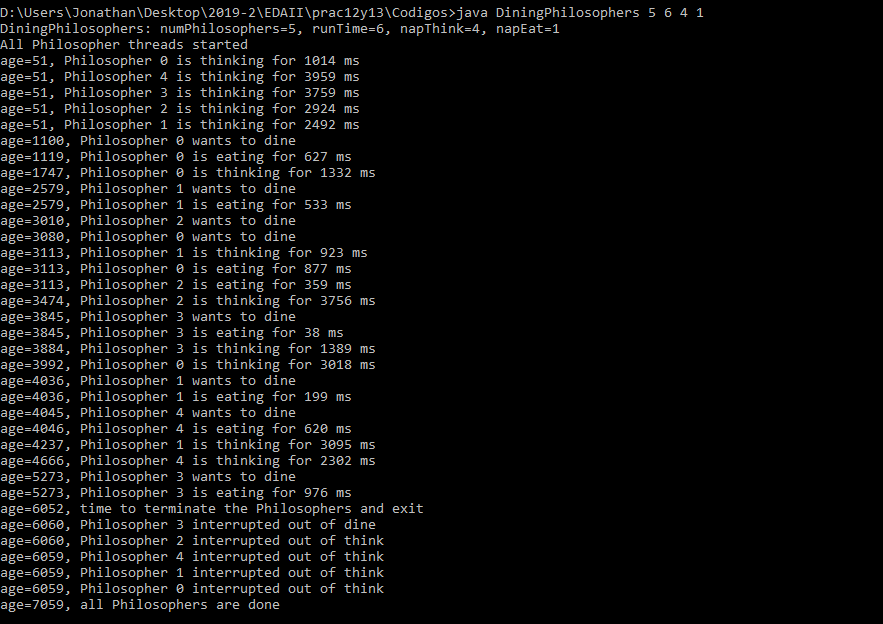 D:\Users\Jonathan\Desktop\2019-2\EDAII\prac12y13\Codigos>java DiningPhilosophers 5 6 4 1
DiningPhilosophers: numPhilosophers=5, runTime=6, napThink=4, napEat=1
All Philosopher threads started
age=51, Philosopher 0 is thinking for 1014 ms
age=51, Philosopher 4 is thinking for 3959 ms
age=51, Philosopher 3 is thinking for 3759 ms
age=51, Philosopher 2 is thinking for 2924 ms
age=51, Philosopher 1 is thinking for 2492 ms
age=1100, Philosopher 0 wants to dine
age=1119, Philosopher 0 is eating for 627 ms
age=1747, Philosopher 0 is thinking for 1332 ms
age=2579, Philosopher 1 wants to dine
age=2579, Philosopher 1 is eating for 533 ms
age=3010, Philosopher 2 wants to dine
age=3080, Philosopher 0 wants to dine
age=3113, Philosopher 1 is thinking for 923 ms
age=3113, Philosopher 0 is eating for 877 ms
age=3113, Philosopher 2 is eating for 359 ms
age=3474, Philosopher 2 is thinking for 3756 ms
age=3845, Philosopher 3 wants to dine
age=3845, Philosopher 3 is eating for 38 ms
age=3884, Philosopher 3 is thinking for 1389 ms
age=3992, Philosopher 0 is thinking for 3018 ms
age=4036, Philosopher 1 wants to dine
age=4036, Philosopher 1 is eating for 199 ms
age=4045, Philosopher 4 wants to dine
age=4046, Philosopher 4 is eating for 620 ms
age=4237, Philosopher 1 is thinking for 3095 ms
age=4666, Philosopher 4 is thinking for 2302 ms
age=5273, Philosopher 3 wants to dine
age=5273, Philosopher 3 is eating for 976 ms
age=6052, time to terminate the Philosophers and exit
age=6060, Philosopher 3 interrupted out of dine
age=6060, Philosopher 2 interrupted out of think
age=6059, Philosopher 4 interrupted out of think
age=6059, Philosopher 1 interrupted out of think
age=6059, Philosopher 0 interrupted out of think
age=7059, all Philosophers are done